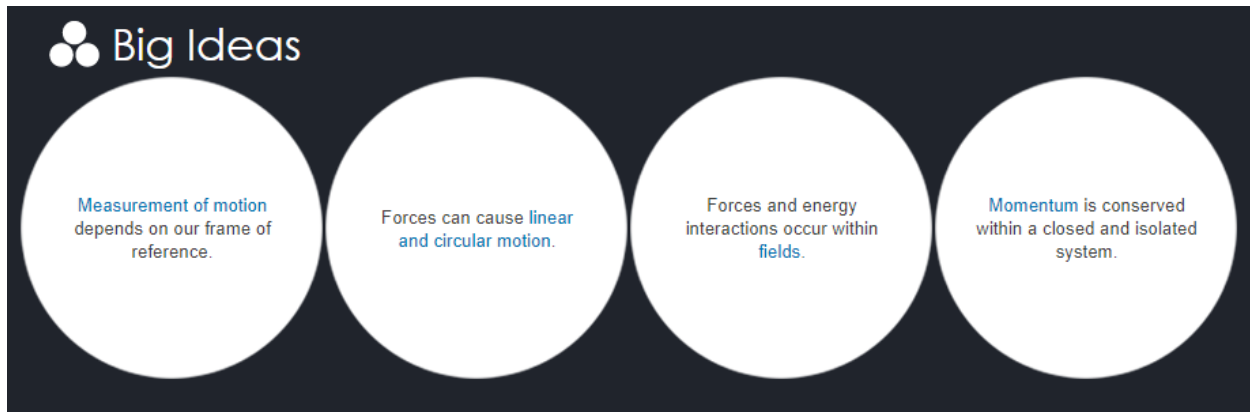 Big Ideas
Measurement of motion
depends on our frame of
reference.
Forces can cause linear
and circular motion.
Forces and energy
interactions occur within
fields.
Momentum is conserved
within a closed and isolated
system.